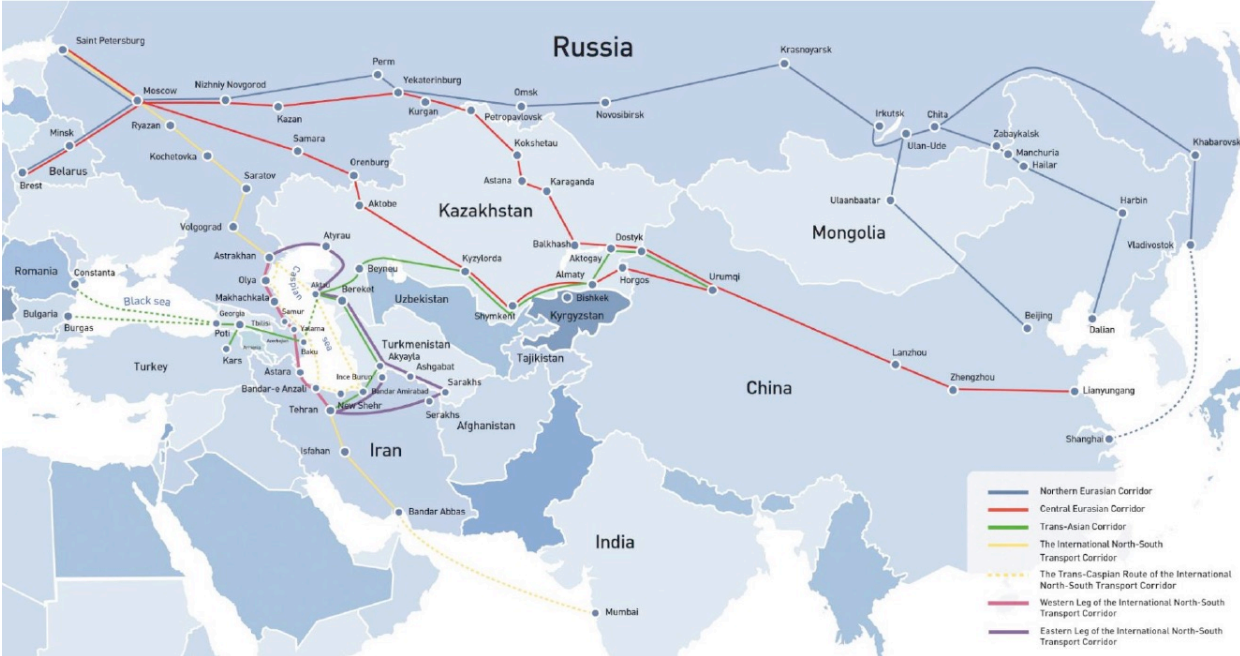 Saint Petersburg
Russia
Krasnoyarsk
Perm
Moscow
Nizhniy Novgorod
Yekaterinburg
Omsk
Kurgan
Kazan
Petropavlovsk
Novosibirsk
Irkutsk
Chita
Ryazan
Minsk
Samara
Zabaykalsk
Ulan-Ude
Khabarovsk
Manchuria
Hailar
Kochetovka
Kokshetau
Belarus
Brest
Orenburg
Saratov
Astana
Karaganda
Aktobe
Kazakhstan
Ulaanbaatar
Harbin
Volgograd
Mongolia
Atyrau
Balkhash
Dostyk
Vladivostok
Astrakhan
Aktogay
Romania
Constanta
Caspian
sea
Beyneu
Kyzylorda
Almaty
Horgos
Urumqi
Olya
Aktau
Bereket
Uzbekistan
Bishkek
Black sea
Makhachkala
Samur
Kyrgyzstan
Bulgaria
Burgas
Georgia
Tbilisi
Poti
Yalama
Shymkent
Beijing
Dalian
Azerbaijan
Baku
Turkmenistan
Tajikistan
Kars
Turkey
Akyayla
Ashgabat
Lanzhou
Astara
Ince Burun
Sarakhs
Zhengzhou
China
Bandar-e Anzali
Bandar Amirabad
Lianyungang
Tehran
New Shehr
Serakhs
Afghanistan
Shanghai
Isfahan
Iran
Bandar Abbas
India
Mumbai
Northern Eurasian Corridor
Central Eurasian Corridor
Trans-Asian Corridor
The International North-South
Transport Corridor
The Trans-Caspian Route of the International
North-South Transport Corridor
Western Leg of the International North-South
Transport Corridor
Eastern Leg of the International North-South
Transport Corridor